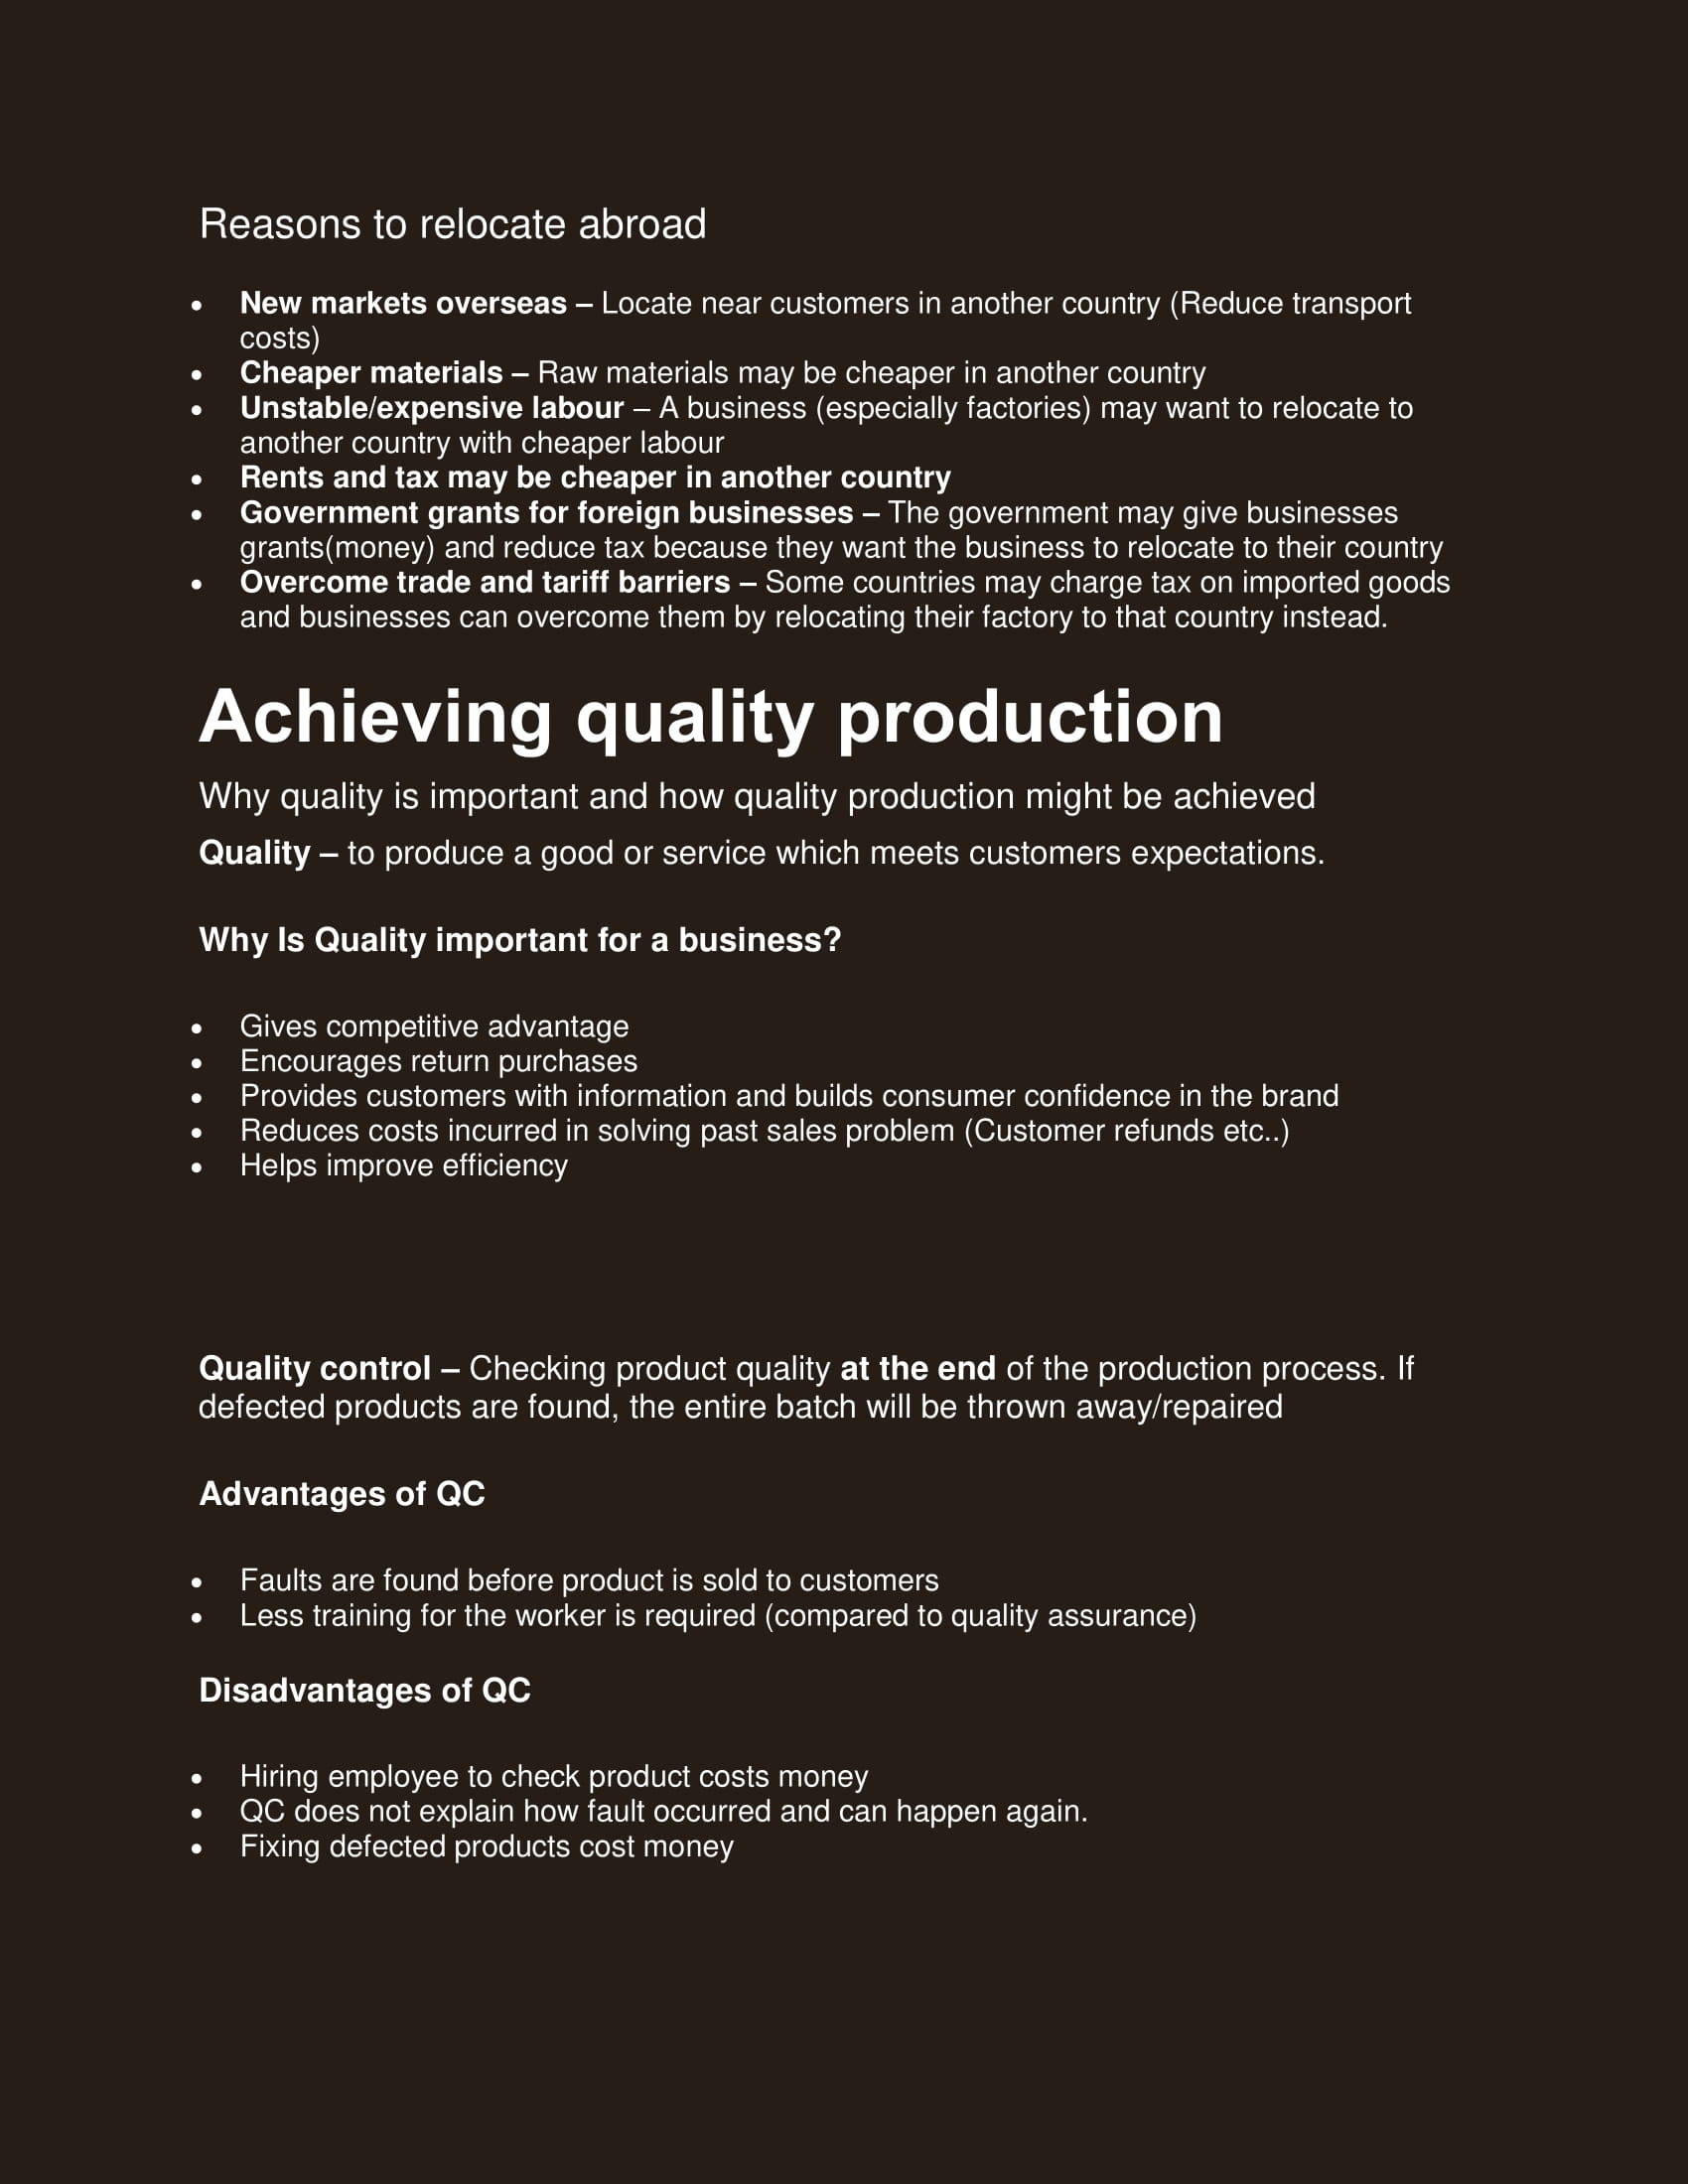 Reasons to relocate abroad
• New markets overseas – Locate near customers in another country (Reduce transport
costs)
• Cheaper materials – Raw materials may be cheaper in another country
• Unstable/expensive labour – A business (especially factories) may want to relocate to
another country with cheaper labour
• Rents and tax may be cheaper in another country
• Government grants for foreign businesses – The government may give businesses
grants(money) and reduce tax because they want the business to relocate to their country
• Overcome trade and tariff barriers – Some countries may charge tax on imported goods
and businesses can overcome them by relocating their factory to that country instead.
Achieving quality production
Why quality is important and how quality production might be achieved
Quality – to produce a good or service which meets customers expectations.
Why Is Quality important for a business?
• Gives competitive advantage
• Encourages return purchases
• Provides customers with information and builds consumer confidence in the brand
• Reduces costs incurred in solving past sales problem (Customer refunds etc..)
• Helps improve efficiency
Quality control – Checking product quality at the end of the production process. If
defected products are found, the entire batch will be thrown away/repaired
Advantages of QC
• Faults are found before product is sold to customers
• Less training for the worker is required (compared to quality assurance)
Disadvantages of QC
• Hiring employee to check product costs money
• QC does not explain how fault occurred and can happen again.
• Fixing defected products cost money